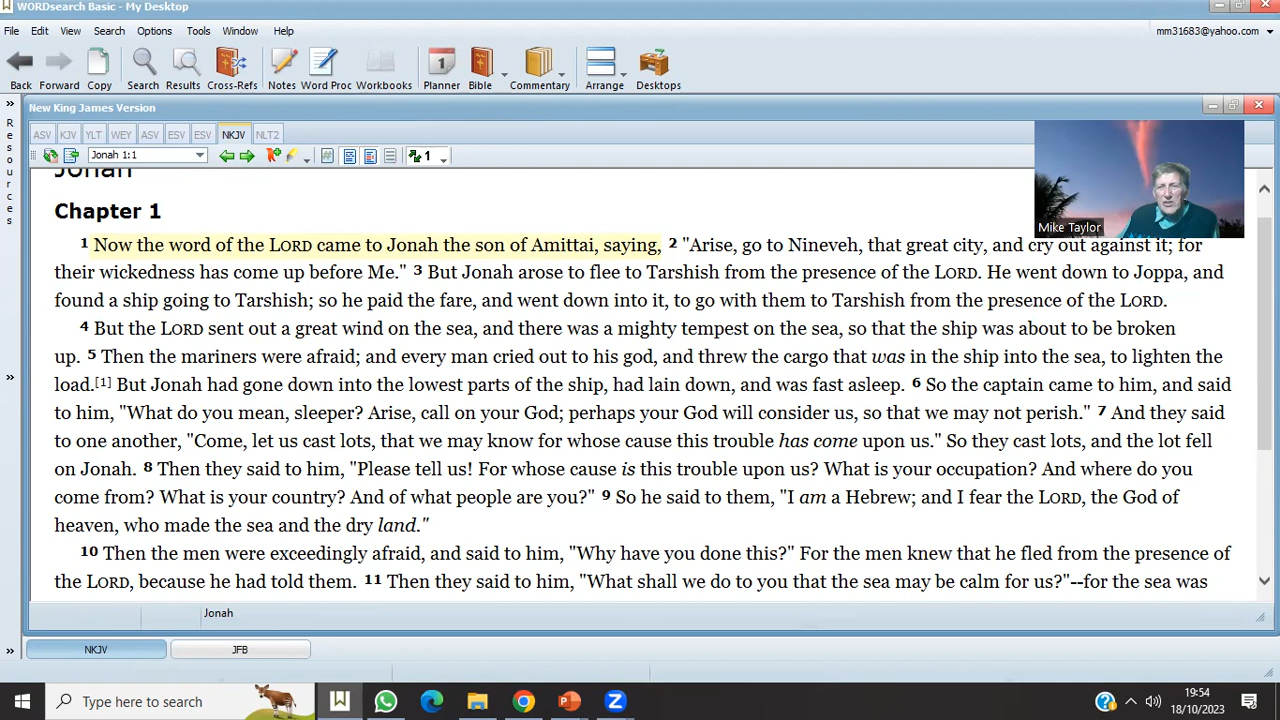 WORDsearch Basic - My Desktop
File Edit View Search Options Tools Window Help
mm31683@yahoo.com
Back Forward Copy Search Results Cross-Refs Notes Word Proc Workbooks Planner Bible Commentary Arrange Desktops
New King James Version
Resources
ASV KJV YLT WEY ASV ESV ESV NKJV NLT2
Jonah 1:1
1
Mike Taylor
Jonah
Chapter 1
1 Now the word of the LORD came to Jonah the son of Amittai, saying, 2 "Arise, go to Nineveh, that great city, and cry out against it; for
their wickedness has come up before Me." 3 But Jonah arose to flee to Tarshish from the presence of the LORD. He went down to Joppa, and
found a ship going to Tarshish; so he paid the fare, and went down into it, to go with them to Tarshish from the presence of the LORD.
4 But the LORD sent out a great wind on the sea, and there was a mighty tempest on the sea, so that the ship was about to be broken
up. 5 Then the mariners were afraid; and every man cried out to his god, and threw the cargo that was in the ship into the sea, to lighten the
load.[1] But Jonah had gone down into the lowest parts of the ship, had lain down, and was fast asleep. 6 So the captain came to him, and said
to him, "What do you mean, sleeper? Arise, call on your God; perhaps your God will consider us, so that we may not perish." 7 And they said
to one another, "Come, let us cast lots, that we may know for whose cause this trouble has come upon us." So they cast lots, and the lot fell
on Jonah. 8 Then they said to him, "Please tell us! For whose cause is this trouble upon us? What is your occupation? And where do you
come from? What is your country? And of what people are you?" 9 So he said to them, "I am a Hebrew; and I fear the LORD, the God of
heaven, who made the sea and the dry land."
10 Then the men were exceedingly afraid, and said to him, "Why have you done this?" For the men knew that he fled from the presence of
the LORD, because he had told them. 11 Then they said to him, "What shall we do to you that the sea may be calm for us?"--for the sea was
Jonah
NKJV JFB
Type here to search
19:54
18/10/2023